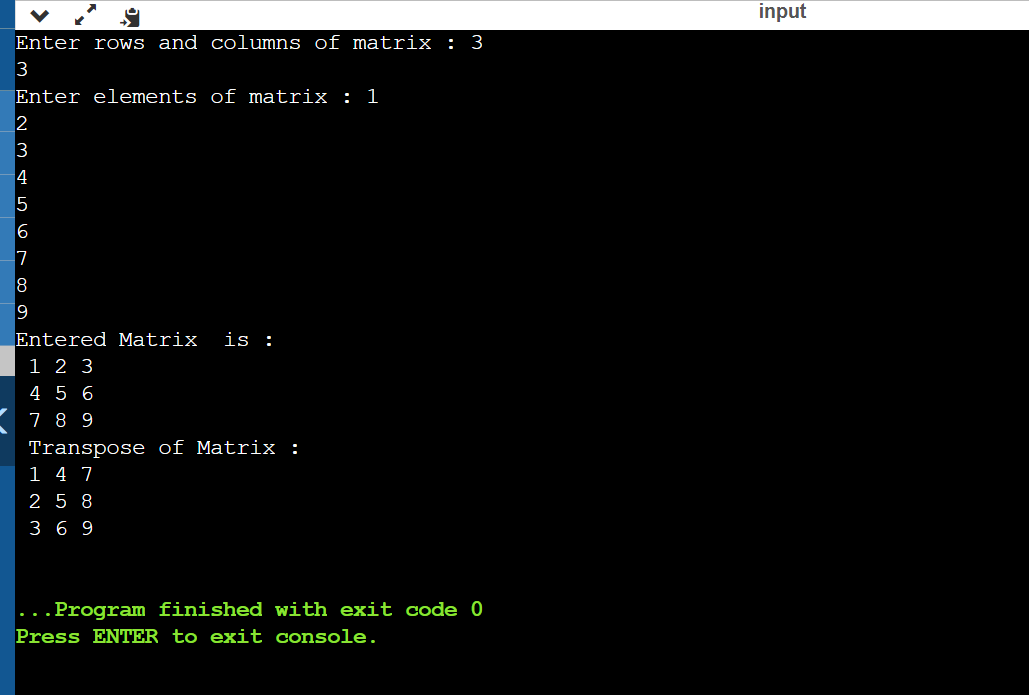 input
Enter rows and columns of matrix : 3
3
Enter elements of matrix : 1
2
3
4
5
6
7
8
9
Entered Matrix  is :
 1 2 3
 4 5 6
 7 8 9
 Transpose of Matrix :
 1 4 7
 2 5 8
 3 6 9
...Program finished with exit code 0
Press ENTER to exit console.